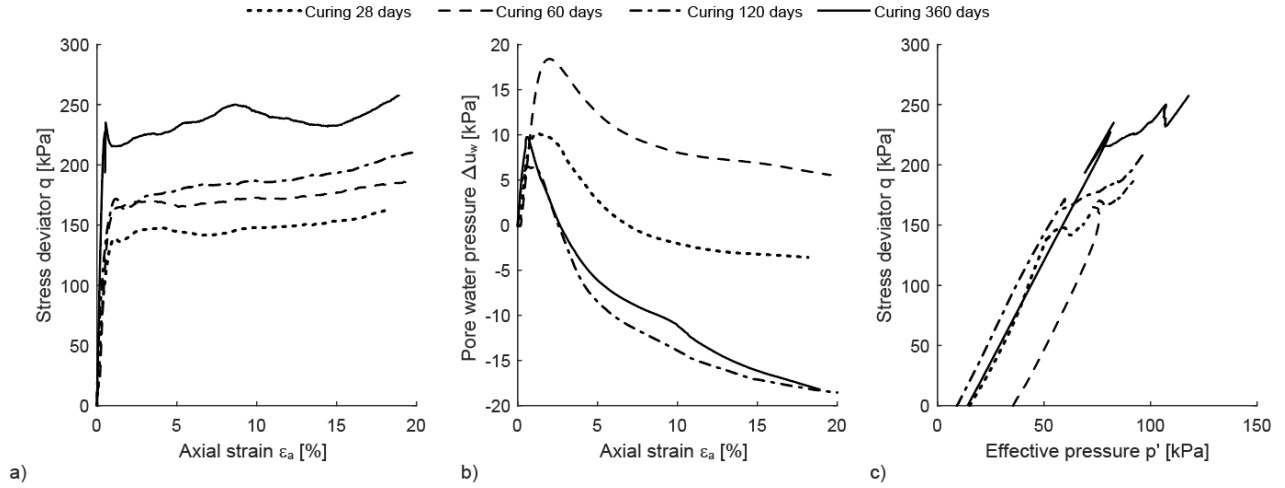 Curing 28 days Curing 60 days Curing 120 days Curing 360 days
Stress deviator q [kPa]
300
250
200
150
100
50
0
0 5 10 15 20
Axial strain εa [%]
a)
Pore water pressure Δuw [kPa]
20
15
10
5
0
-5
-10
-15
-20
0 5 10 15 20
Axial strain εa [%]
b)
Stress deviator q [kPa]
300
250
200
150
100
50
0
0 50 100 150
Effective pressure p' [kPa]
c)